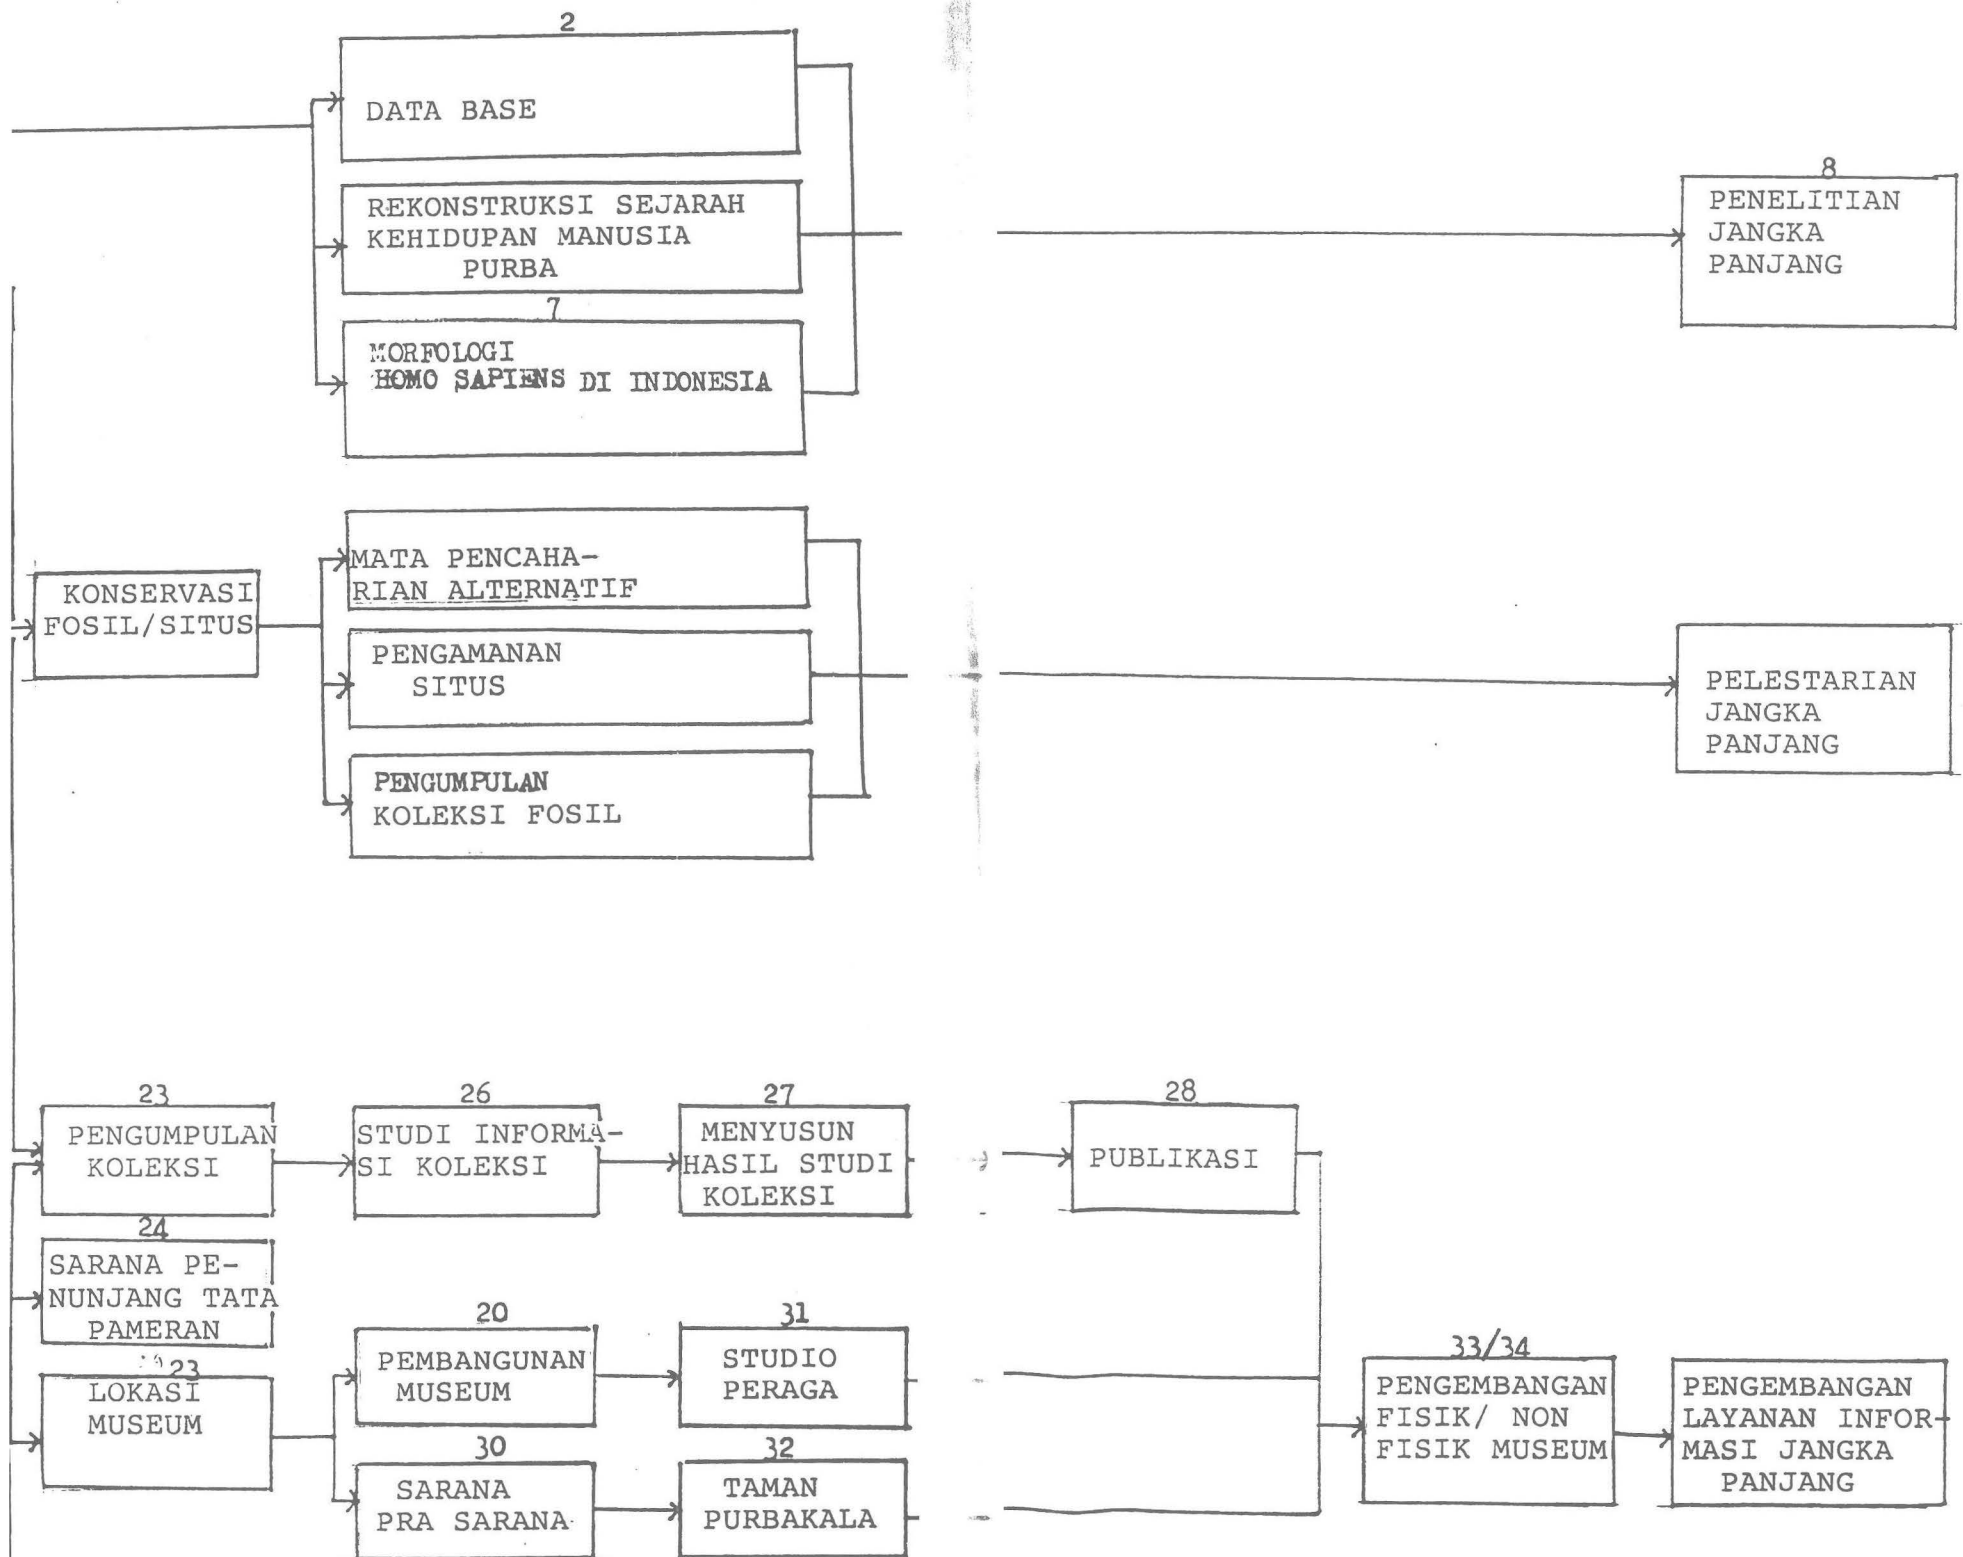 2
DATA BASE
REKONSTRUKSI SEJARAH
KEHIDUPAN MANUSIA
PURBA
7
MORFOLOGI
HOMO SAPIENS DI INDONESIA
8
PENELITIAN
JANGKA
PANJANG
KONSERVASI
FOSIL/SITUS
MATA PENCAHA-
RIAN ALTERNATIF
PENGAMANAN
SITUS
PENGUMPULAN
KOLEKSI FOSIL
PELESTARIAN
JANGKA
PANJANG
23
PENGUMPULAN
KOLEKSI
26
STUDI INFORMA-
SI KOLEKSI
27
MENYUSUN
HASIL STUDI
KOLEKSI
28
PUBLIKASI
24
SARANA PE-
NUNJANG TATA
PAMERAN
23
LOKASI
MUSEUM
20
PEMBANGUNAN
MUSEUM
31
STUDIO
PERAGA
30
SARANA
PRA SARANA
32
TAMAN
PURBAKALA
33/34
PENGEMBANGAN
FISIK/ NON
FISIK MUSEUM
PENGEMBANGAN
LAYANAN INFOR-
MASI JANGKA
PANJANG